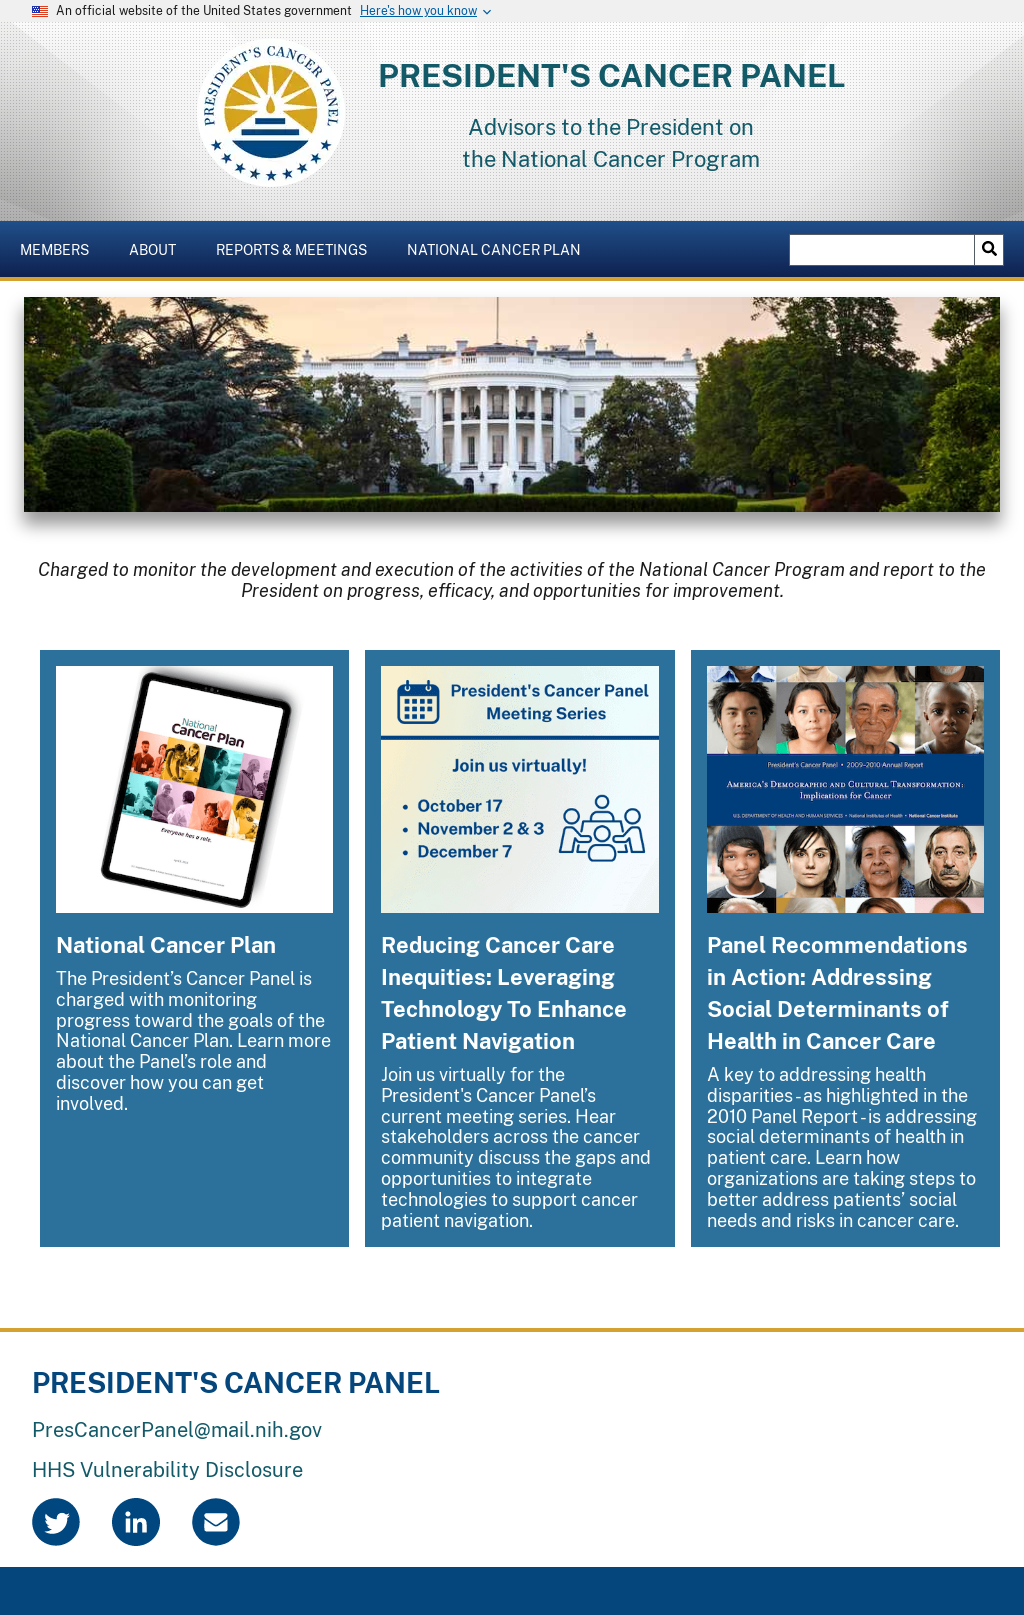 An official website of the United States government Here's how you know
PRESIDENT'S CANCER PANEL
PRESIDENT'S CANCER PANEL
Advisors to the President on
the National Cancer Program
MEMBERS ABOUT REPORTS & MEETINGS NATIONAL CANCER PLAN
Charged to monitor the development and execution of the activities of the National Cancer Program and report to the
President on progress, efficacy, and opportunities for improvement.
National
Cancer Plan
Everyone has a role.
National Cancer Plan
The President’s Cancer Panel is
charged with monitoring
progress toward the goals of the
National Cancer Plan. Learn more
about the Panel’s role and
discover how you can get
involved.
President's Cancer Panel
Meeting Series
Join us virtually!
• October 17
• November 2 & 3
• December 7
Reducing Cancer Care
Inequities: Leveraging
Technology To Enhance
Patient Navigation
Join us virtually for the
President’s Cancer Panel’s
current meeting series. Hear
stakeholders across the cancer
community discuss the gaps and
opportunities to integrate
technologies to support cancer
patient navigation.
President's Cancer Panel • 2009-2010 Annual Report
America's Demographic and Cultural Transformation:
Implications for Cancer
U.S. DEPARTMENT OF HEALTH AND HUMAN SERVICES • National Institutes of Health • National Cancer Institute
Panel Recommendations
in Action: Addressing
Social Determinants of
Health in Cancer Care
A key to addressing health
disparities - as highlighted in the
2010 Panel Report - is addressing
social determinants of health in
patient care. Learn how
organizations are taking steps to
better address patients’ social
needs and risks in cancer care.
PRESIDENT'S CANCER PANEL
PresCancerPanel@mail.nih.gov
HHS Vulnerability Disclosure
in